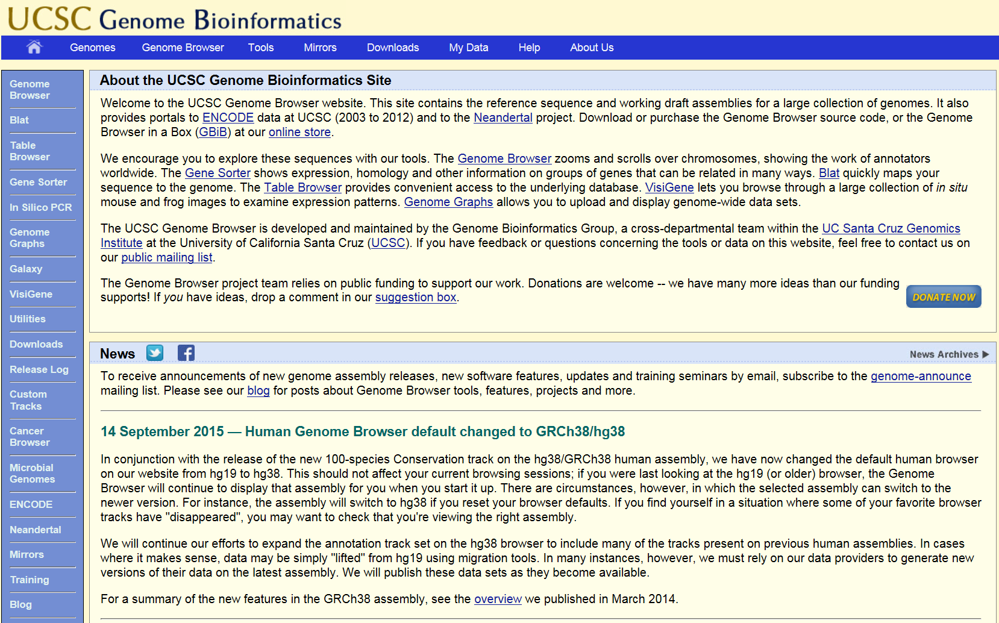 UCSC Genome Bioinformatics
Genomes Genome Browser Tools Mirrors Downloads My Data Help About Us
Genome
Browser
Blat
Table
Browser
Gene Sorter
In Silico PCR
Genome
Graphs
Galaxy
VisiGene
Utilities
Downloads
Release Log
Custom
Tracks
Cancer
Browser
Microbial
Genomes
ENCODE
Neandertal
Mirrors
Training
Blog
About the UCSC Genome Bioinformatics Site
Welcome to the UCSC Genome Browser website. This site contains the reference sequence and working draft assemblies for a large collection of genomes. It also
provides portals to ENCODE data at UCSC (2003 to 2012) and to the Neandertal project. Download or purchase the Genome Browser source code, or the Genome
Browser in a Box (GBiB) at our online store.
We encourage you to explore these sequences with our tools. The Genome Browser zooms and scrolls over chromosomes, showing the work of annotators
worldwide. The Gene Sorter shows expression, homology and other information on groups of genes that can be related in many ways. Blat quickly maps your
sequence to the genome. The Table Browser provides convenient access to the underlying database. VisiGene lets you browse through a large collection of in situ
mouse and frog images to examine expression patterns. Genome Graphs allows you to upload and display genome-wide data sets.
The UCSC Genome Browser is developed and maintained by the Genome Bioinformatics Group, a cross-departmental team within the UC Santa Cruz Genomics
Institute at the University of California Santa Cruz (UCSC). If you have feedback or questions concerning the tools or data on this website, feel free to contact us on
our public mailing list.
The Genome Browser project team relies on public funding to support our work. Donations are welcome -- we have many more ideas than our funding
supports! If you have ideas, drop a comment in our suggestion box.
DONATE NOW
News
News Archives ▶
To receive announcements of new genome assembly releases, new software features, updates and training seminars by email, subscribe to the genome-announce
mailing list. Please see our blog for posts about Genome Browser tools, features, projects and more.
14 September 2015 — Human Genome Browser default changed to GRCh38/hg38
In conjunction with the release of the new 100-species Conservation track on the hg38/GRCh38 human assembly, we have now changed the default human browser
on our website from hg19 to hg38. This should not affect your current browsing sessions; if you were last looking at the hg19 (or older) browser, the Genome
Browser will continue to display that assembly for you when you start it up. There are circumstances, however, in which the selected assembly can switch to the
newer version. For instance, the assembly will switch to hg38 if you reset your browser defaults. If you find yourself in a situation where some of your favorite browser
tracks have "disappeared", you may want to check that you're viewing the right assembly.
We will continue our efforts to expand the annotation track set on the hg38 browser to include many of the tracks present on previous human assemblies. In cases
where it makes sense, data may be simply "lifted" from hg19 using migration tools. In many instances, however, we must rely on our data providers to generate new
versions of their data on the latest assembly. We will publish these data sets as they become available.
For a summary of the new features in the GRCh38 assembly, see the overview we published in March 2014.